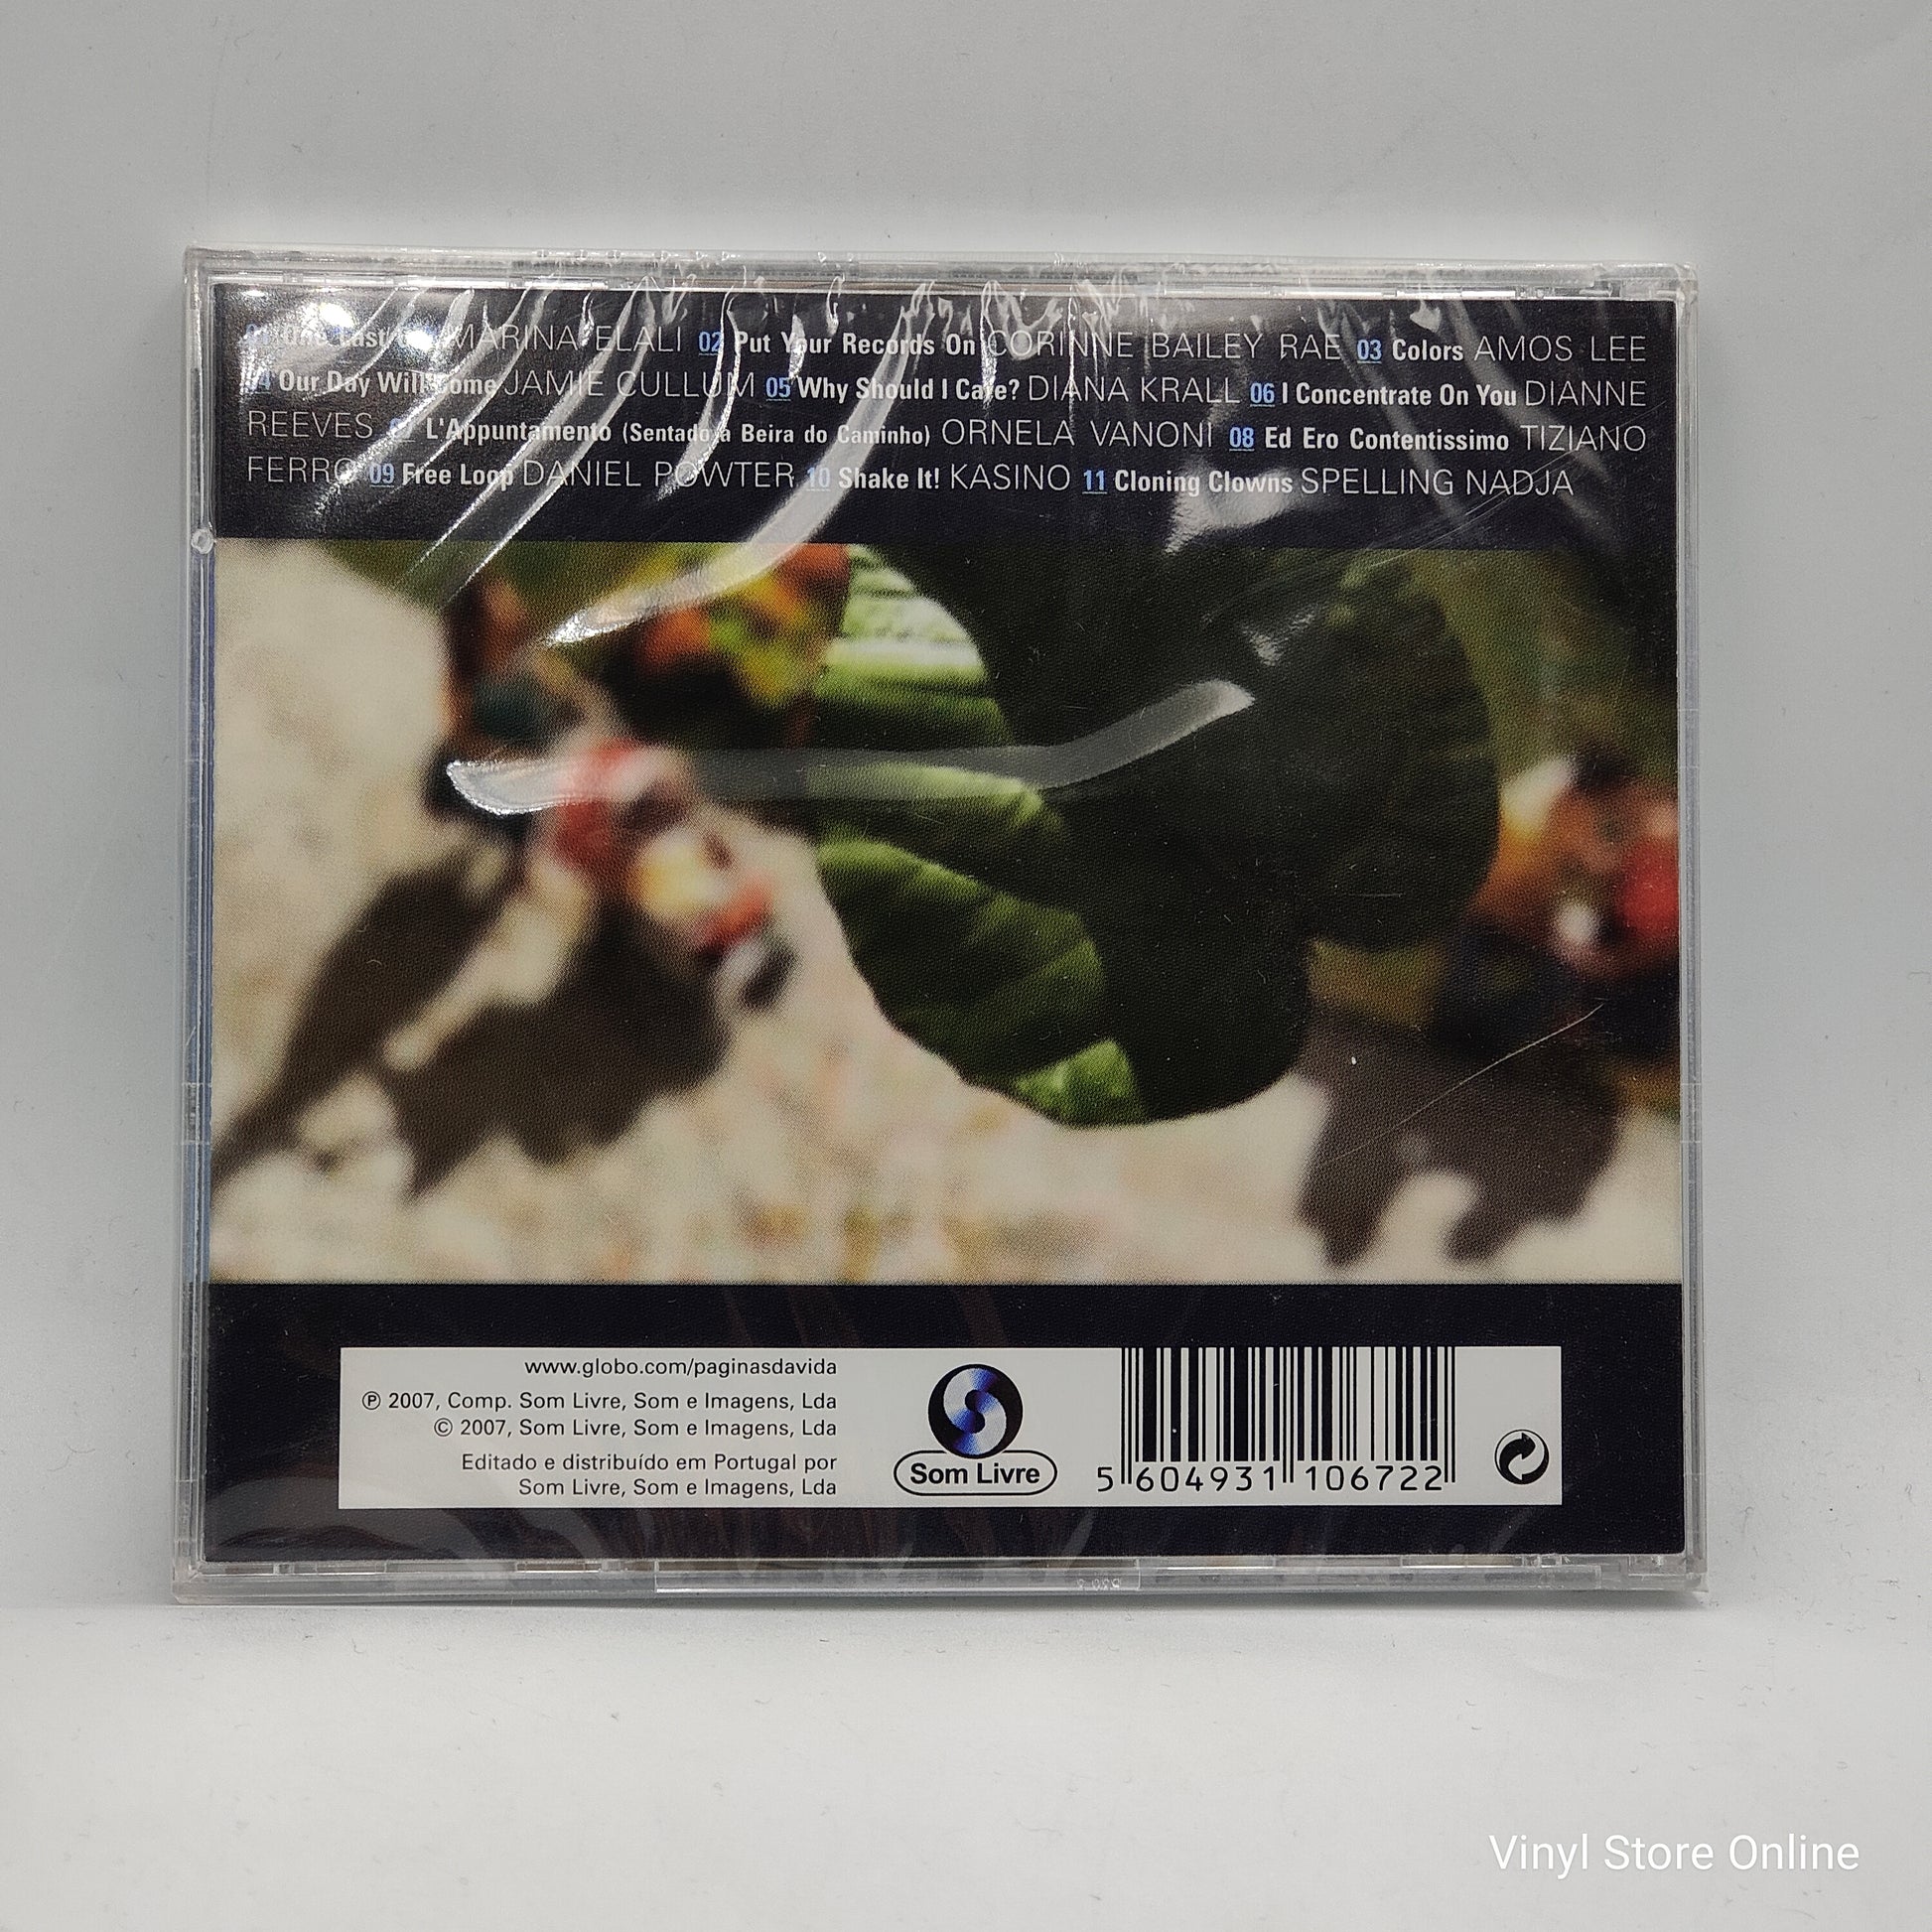 Last MARINA ELALI 02 Put Your Records On CORINNE BAILEY RAE 03 Colors AMOS LEE
Our Day Will Come JAMIE CULLUM 05 Why Should I Care? DIANA KRALL 06 I Concentrate On You DIANNE
REEVES L'Appuntamento (Sentado à Beira do Caminho) ORNELA VANONI 08 Ed Ero Contentissimo TIZIANO
FERRO 09 Free Loop DANIEL POWTER 10 Shake It! KASINO 11 Cloning Clowns SPELLING NADJA
www.globo.com/paginasdavida
℗ 2007, Comp. Som Livre, Som e Imagens, Lda
© 2007, Som Livre, Som e Imagens, Lda
Editado e distribuído em Portugal por
Som Livre, Som e Imagens, Lda
Som Livre
5 604931 106722
Vinyl Store Online